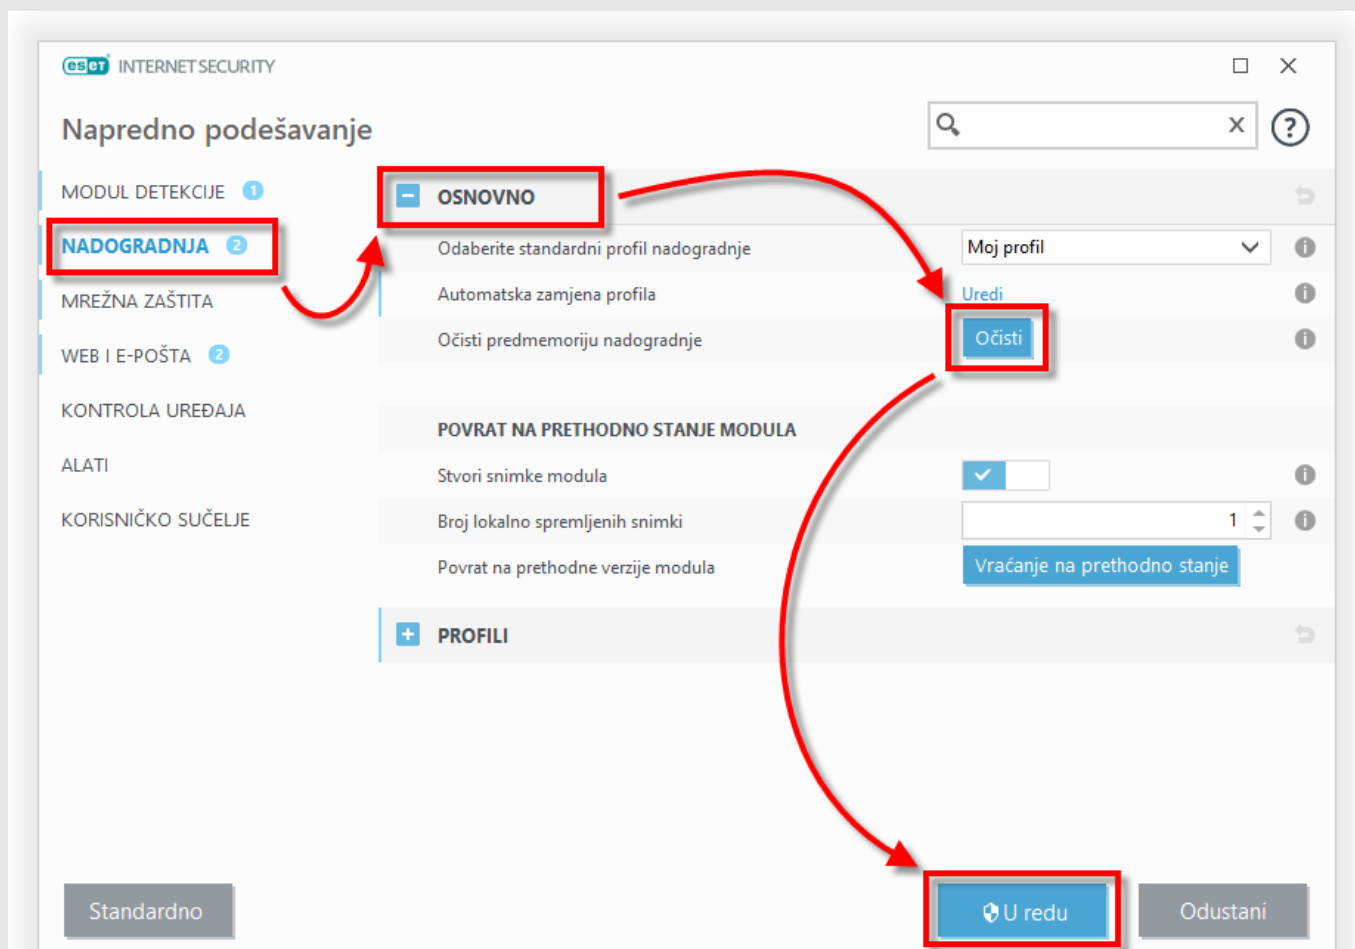 eset INTERNET SECURITY
Napredno podešavanje
x
?
MODUL DETEKCIJE 1
NADOGRADNJA 2
MREŽNA ZAŠTITA
WEB I E-POŠTA 2
KONTROLA UREĐAJA
ALATI
KORISNIČKO SUČELJE
OSNOVNO
Odaberite standardni profil nadogradnje Moj profil
Automatska zamjena profila Uredi
Očisti predmemoriju nadogradnje Očisti
POVRAT NA PRETHODNO STANJE MODULA
Stvori snimke modula
Broj lokalno spremljenih snimki 1
Povrat na prethodne verzije modula Vraćanje na prethodno stanje
PROFILI
Standardno U redu Odustani